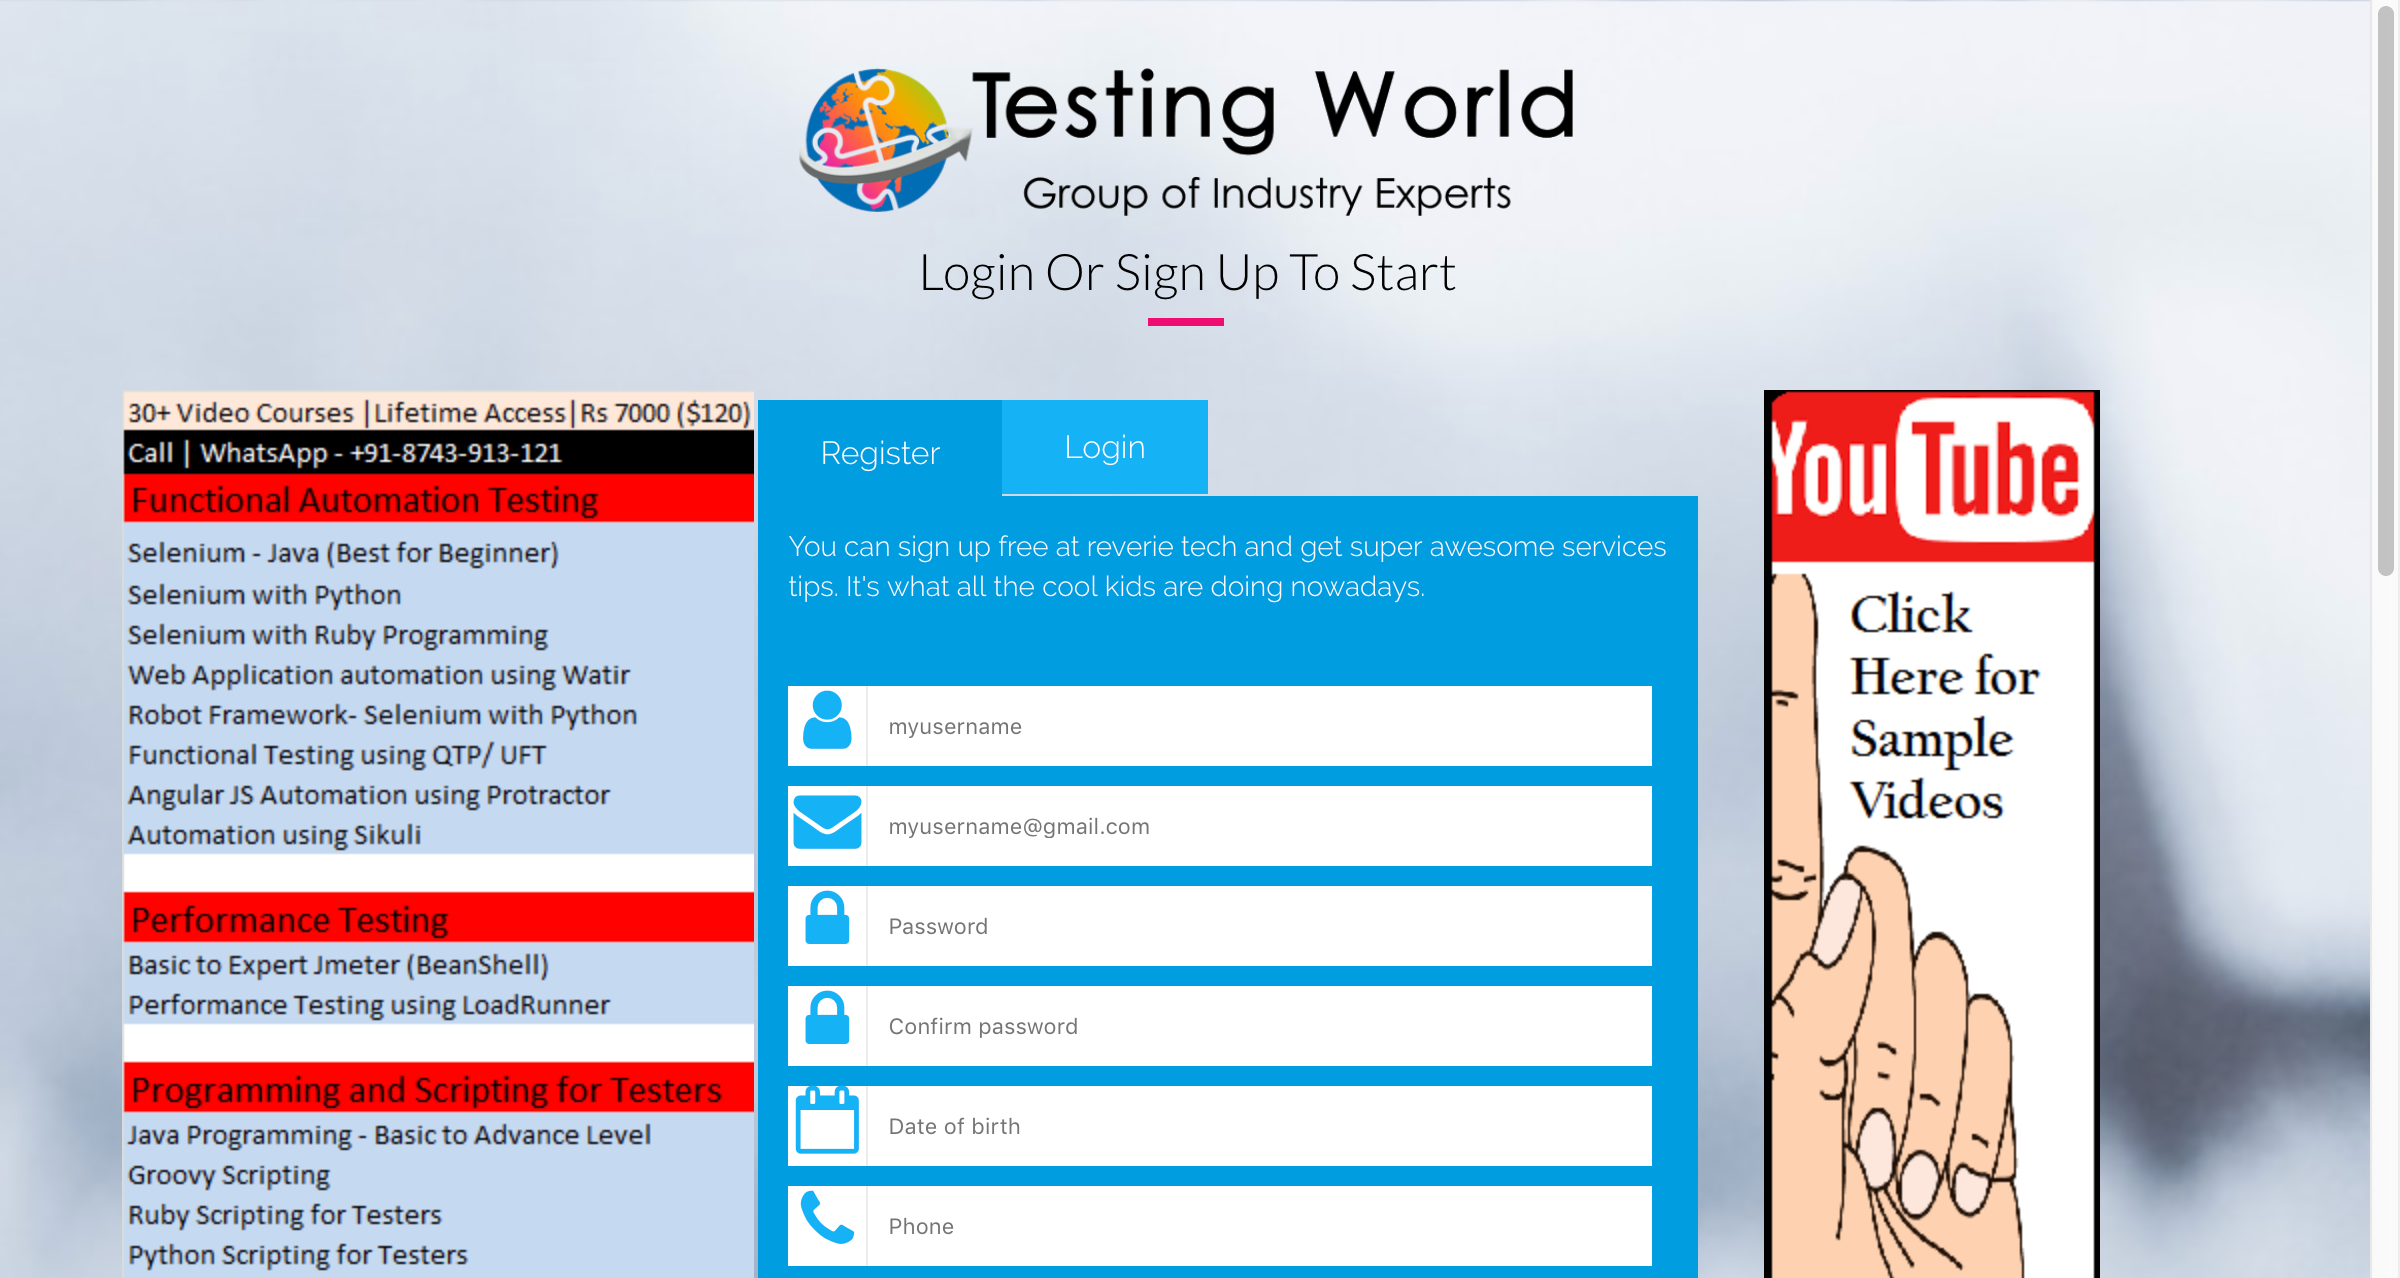 Testing World
Group of Industry Experts
Login Or Sign Up To Start
30+ Video Courses |Lifetime Access|Rs 7000 ($120)
Call | WhatsApp - +91-8743-913-121
Functional Automation Testing
Selenium - Java (Best for Beginner)
Selenium with Python
Selenium with Ruby Programming
Web Application automation using Watir
Robot Framework- Selenium with Python
Functional Testing using QTP/ UFT
Angular JS Automation using Protractor
Automation using Sikuli
Performance Testing
Basic to Expert Jmeter (BeanShell)
Performance Testing using LoadRunner
Programming and Scripting for Testers
Java Programming - Basic to Advance Level
Groovy Scripting
Ruby Scripting for Testers
Python Scripting for Testers
Register
Login
You can sign up free at reverie tech and get super awesome services
tips. It's what all the cool kids are doing nowadays.
myusername
myusername@gmail.com
Password
Confirm password
Date of birth
Phone
YouTube
Click
Here for
Sample
Videos